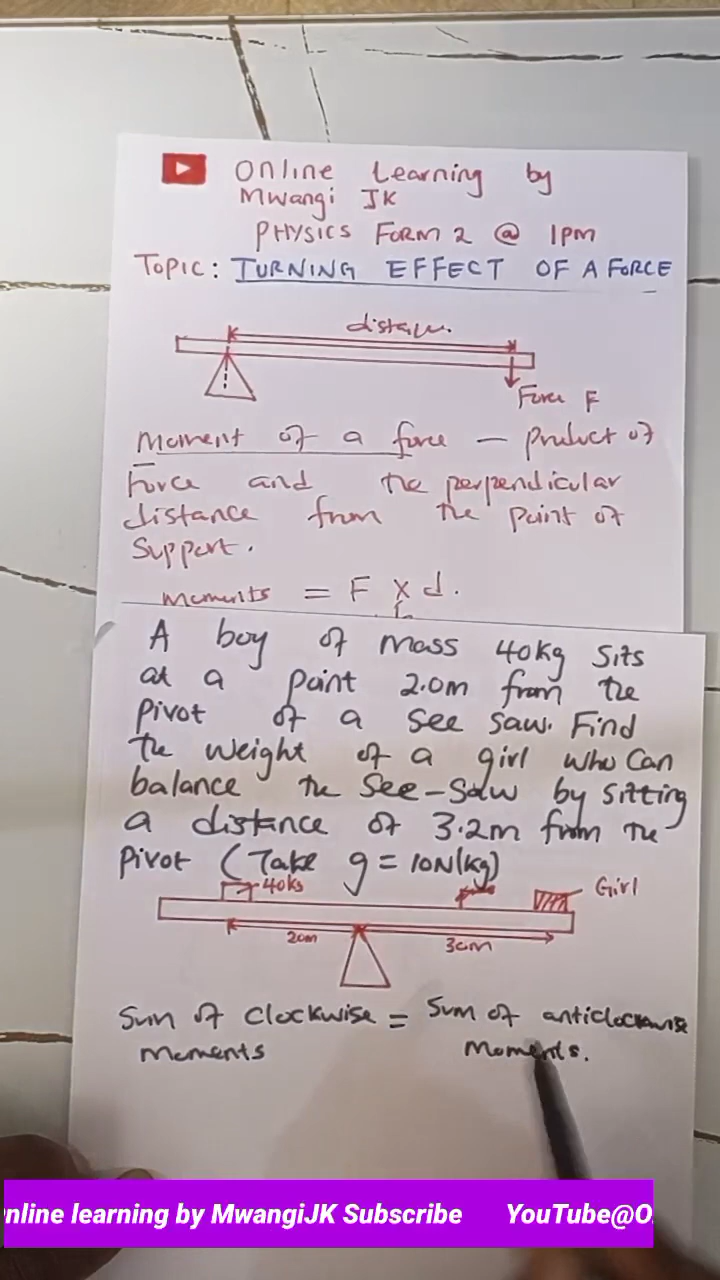 Online Learning by
Mwangi JK
PHYSICS FORM 2 @ 1PM
TOPIC: TURNING EFFECT OF A FORCE
distance.
Force F
Moment of a force — product of
Force and the perpendicular
distance from the point of
Support.
Moments = F x d.
A boy of mass 40kg sits
at a point 2.0m from the
pivot of a see saw. Find
the weight of a girl who can
balance the see-saw by sitting
a distance of 3.2m from the
pivot (Take g = 10N/kg)
40kg
Girl
2cm
3cm
Sum of clockwise = Sum of anticlockwise
moments
moments.
nline learning by MwangiJK Subscribe YouTube@O